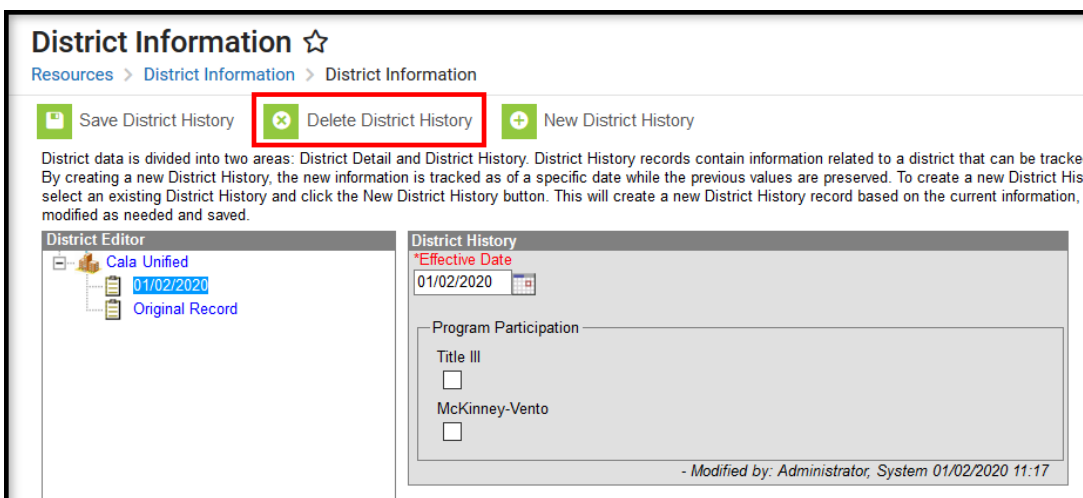 District Information
Resources > District Information > District Information
Save District History Delete District History New District History
District data is divided into two areas: District Detail and District History. District History records contain information related to a district that can be tracke
By creating a new District History, the new information is tracked as of a specific date while the previous values are preserved. To create a new District His
select an existing District History and click the New District History button. This will create a new District History record based on the current information,
modified as needed and saved.
District Editor
Cala Unified
01/02/2020
Original Record
District History
*Effective Date
01/02/2020
Program Participation
Title III
McKinney-Vento
- Modified by: Administrator, System 01/02/2020 11:17